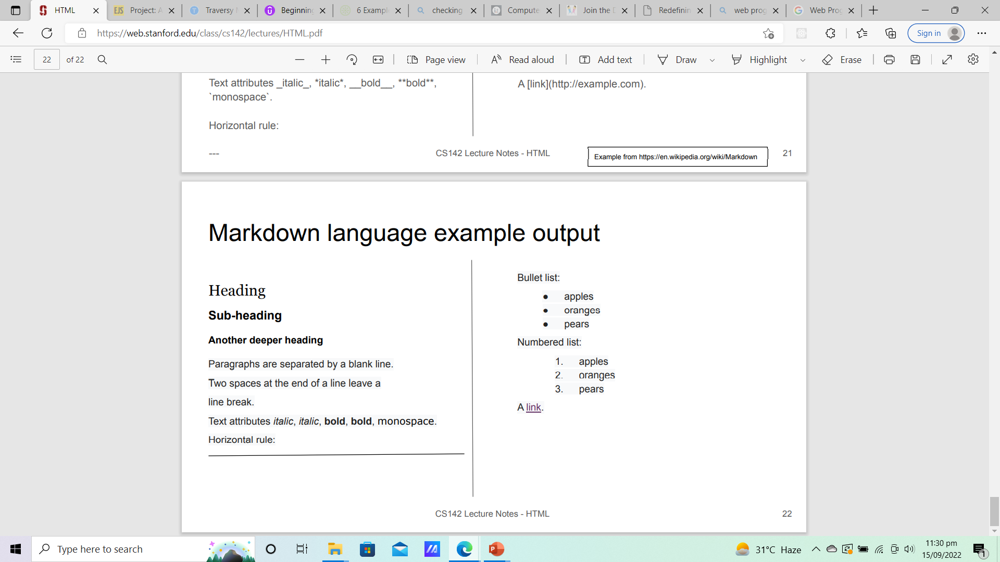 HTML
EJS Project: A
Traversy
Beginning
6 Exampl
checking
i.t Compute
Join the D
Redefinin
web prog
Web Prog
https://web.stanford.edu/class/cs142/lectures/HTML.pdf
Sign in
22 of 22
Page view
Read aloud
Add text
Draw
Highlight
Erase
Text attributes _italic_, *italic*, __bold__, **bold**,
`monospace`.
Horizontal rule:
---
A [link](http://example.com).
CS142 Lecture Notes - HTML
Example from https://en.wikipedia.org/wiki/Markdown
21
Markdown language example output
Heading
Sub-heading
Another deeper heading
Paragraphs are separated by a blank line.
Two spaces at the end of a line leave a
line break.
Text attributes italic, italic, bold, bold, monospace.
Horizontal rule:
Bullet list:
● apples
● oranges
● pears
Numbered list:
1. apples
2. oranges
3. pears
A link.
CS142 Lecture Notes - HTML
22
Type here to search
31°C Haze
11:30 pm
15/09/2022
1